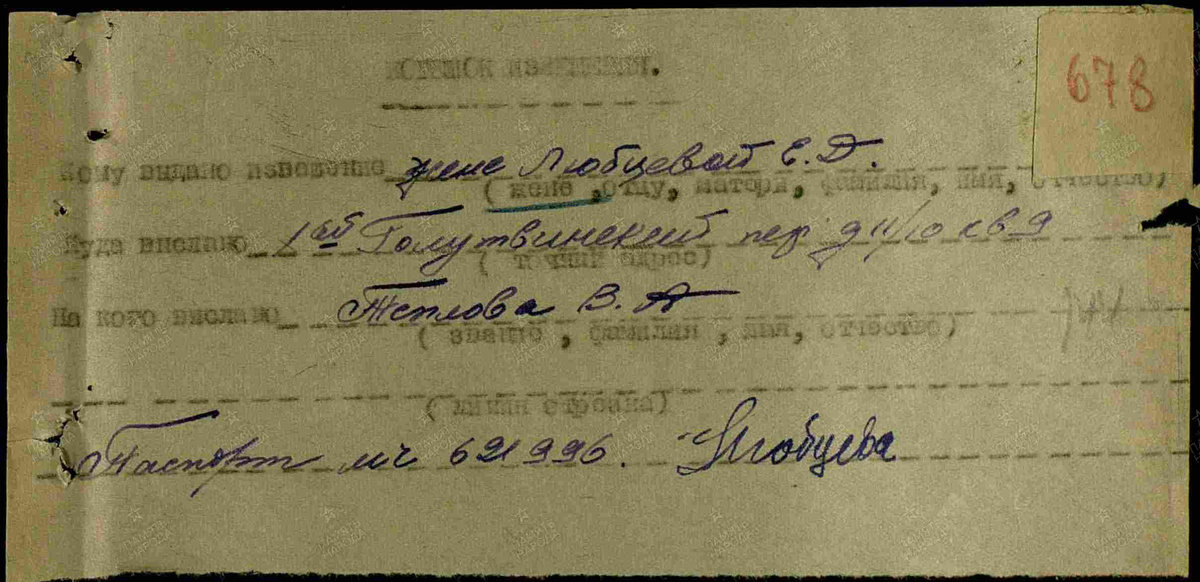 КОРЕШОК ИЗВЕЩЕНИЯ.
678
Кому выдано извещение жене Любцевой Е. Д.
( жене ,отцу, матери, фамилия, имя, отчество)
Куда выслано 1ый Голутвинский пер д 11/10 кв 9
( точный адрес)
На кого выслано Теплова В. А
( звание , фамилия , имя, отчество)
( линия отреза)
Паспорт МЧ 621996. Любцева